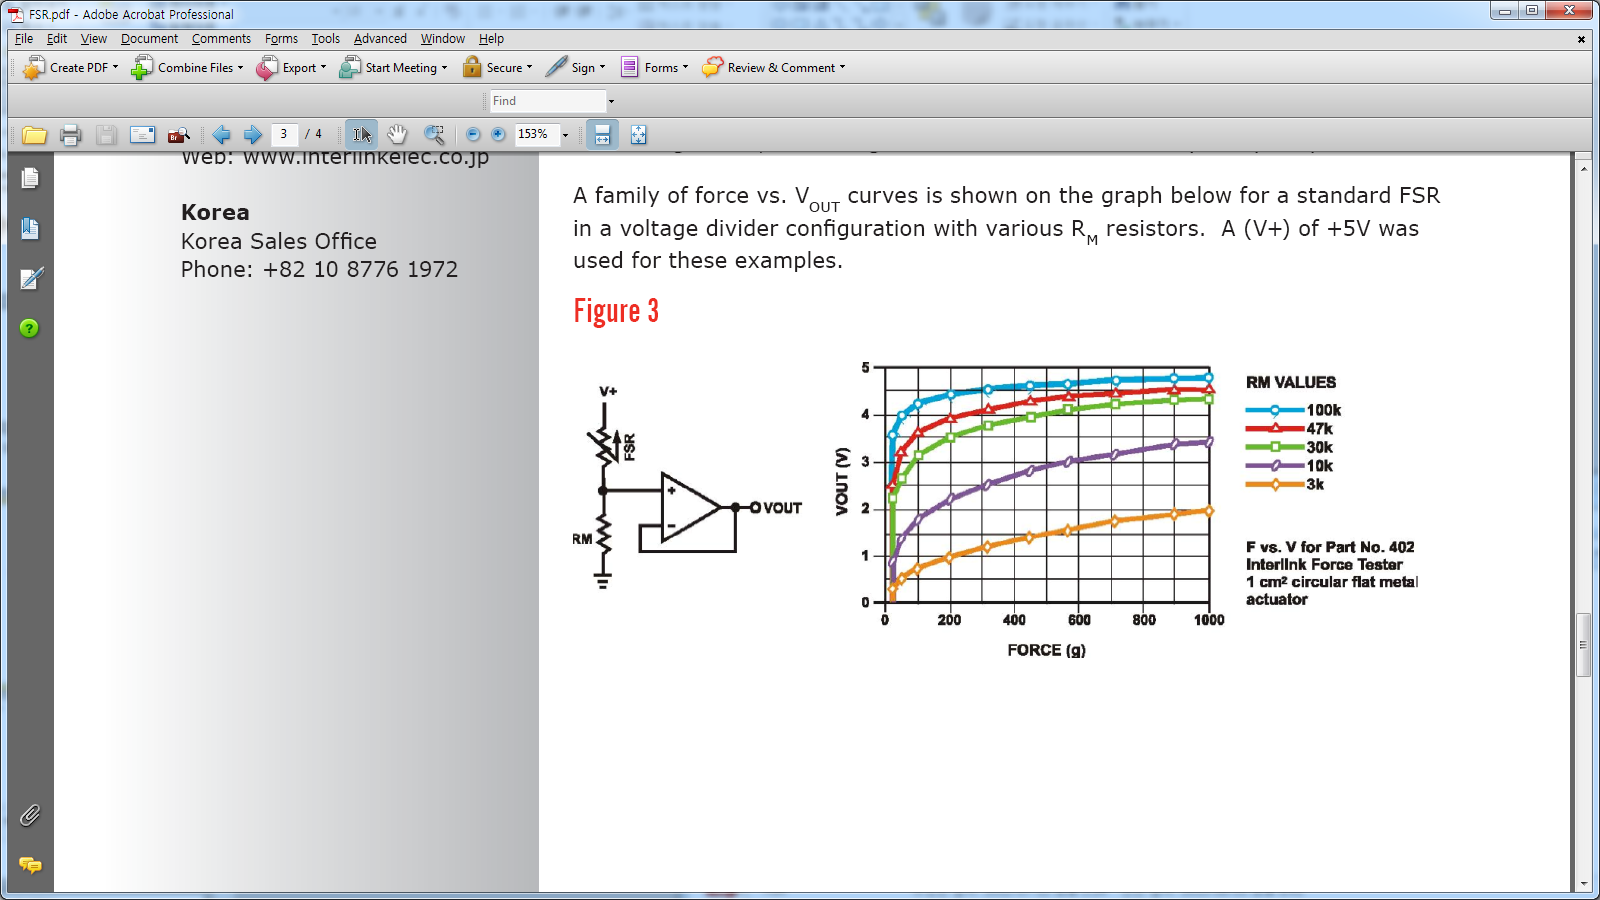 FSR.pdf - Adobe Acrobat Professional
File Edit View Document Comments Forms Tools Advanced Window Help
Create PDF Combine Files Export Start Meeting Secure Sign Forms Review & Comment
Find
3 / 4 153%
Web: www.interlinkelec.co.jp
Korea
Korea Sales Office
Phone: +82 10 8776 1972
A family of force vs. VOUT curves is shown on the graph below for a standard FSR
in a voltage divider configuration with various RM resistors. A (V+) of +5V was
used for these examples.
Figure 3
V+
FSR
RM
+
-
VOUT
VOUT (V)
5
4
3
2
1
0
0 200 400 600 800 1000
FORCE (g)
RM VALUES
100k
47k
30k
10k
3k
F vs. V for Part No. 402
Interlink Force Tester
1 cm² circular flat metal
actuator